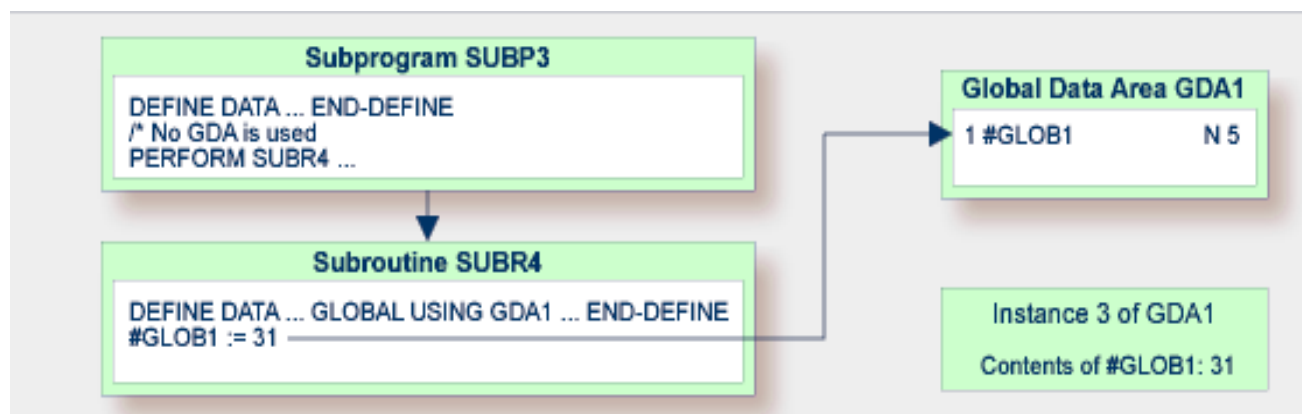 Subprogram SUBP3
DEFINE DATA ... END-DEFINE
/* No GDA is used
PERFORM SUBR4 ...
Global Data Area GDA1
1 #GLOB1 N 5
Subroutine SUBR4
DEFINE DATA ... GLOBAL USING GDA1 ... END-DEFINE
#GLOB1 := 31
Instance 3 of GDA1
Contents of #GLOB1: 31